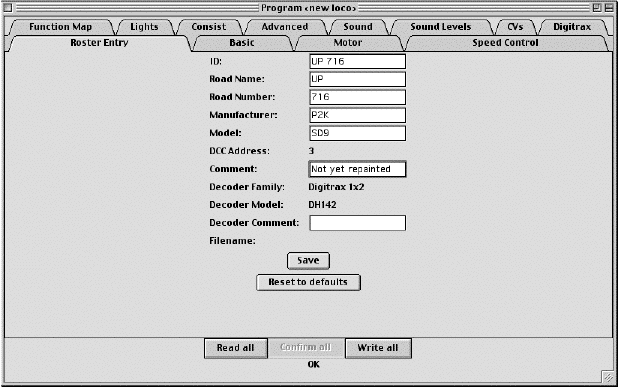 Program <new loco>
Function Map Lights Consist Advanced Sound Sound Levels CVs Digitrax
Roster Entry Basic Motor Speed Control
ID: UP 716
Road Name: UP
Road Number: 716
Manufacturer: P2K
Model: SD9
DCC Address: 3
Comment: Not yet repainted
Decoder Family: Digitrax 1x2
Decoder Model: DH142
Decoder Comment:
Filename:
Save
Reset to defaults
Read all Confirm all Write all
OK